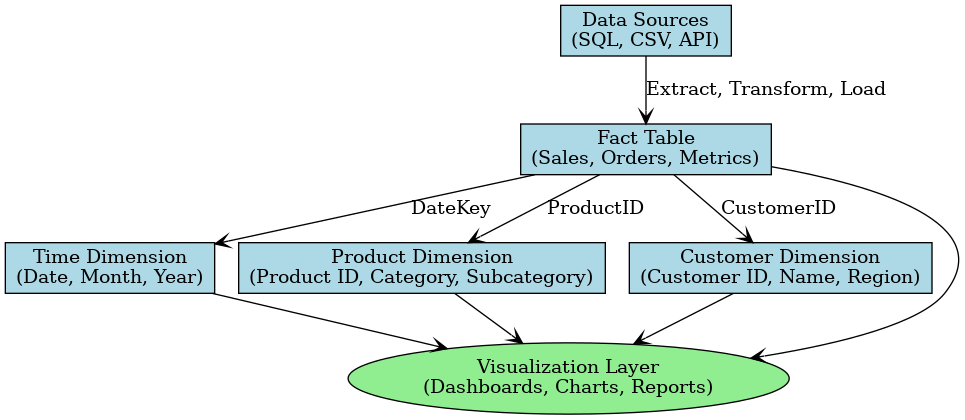 Data Sources
(SQL, CSV, API)
Extract, Transform, Load
Fact Table
(Sales, Orders, Metrics)
DateKey
ProductID
CustomerID
Time Dimension
(Date, Month, Year)
Product Dimension
(Product ID, Category, Subcategory)
Customer Dimension
(Customer ID, Name, Region)
Visualization Layer
(Dashboards, Charts, Reports)